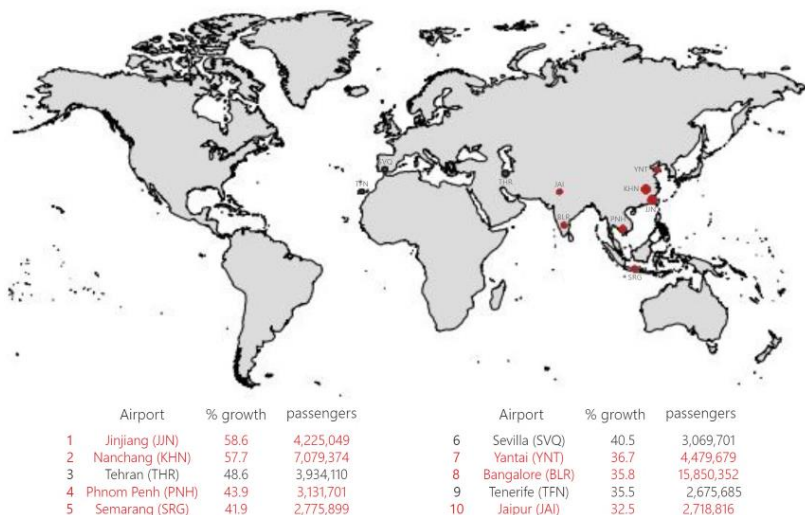 YNT
SVQ
THR
KHN
TFN
JAI
JJN
BLR
PNH
SRG
Airport % growth passengers
1 Jinjiang (JJN) 58.6 4,225,049
2 Nanchang (KHN) 57.7 7,079,374
3 Tehran (THR) 48.6 3,934,110
4 Phnom Penh (PNH) 43.9 3,131,701
5 Semarang (SRG) 41.9 2,775,899
Airport % growth passengers
6 Sevilla (SVQ) 40.5 3,069,701
7 Yantai (YNT) 36.7 4,479,679
8 Bangalore (BLR) 35.8 15,850,352
9 Tenerife (TFN) 35.5 2,675,685
10 Jaipur (JAI) 32.5 2,718,816